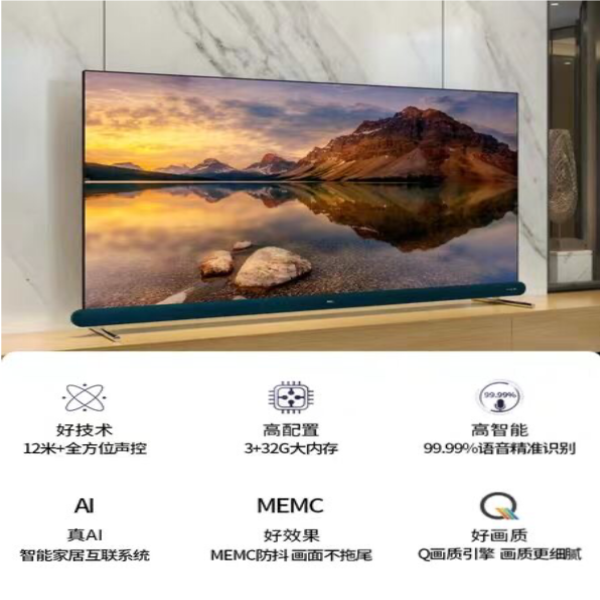 好技术
12米+全方位声控
高配置
3+32G大内存
99.99%
高智能
99.99%语音精准识别
AI
真AI
智能家居互联系统
MEMC
好效果
MEMC防抖 画面不拖尾
好画质
Q画质引擎 画质更细腻